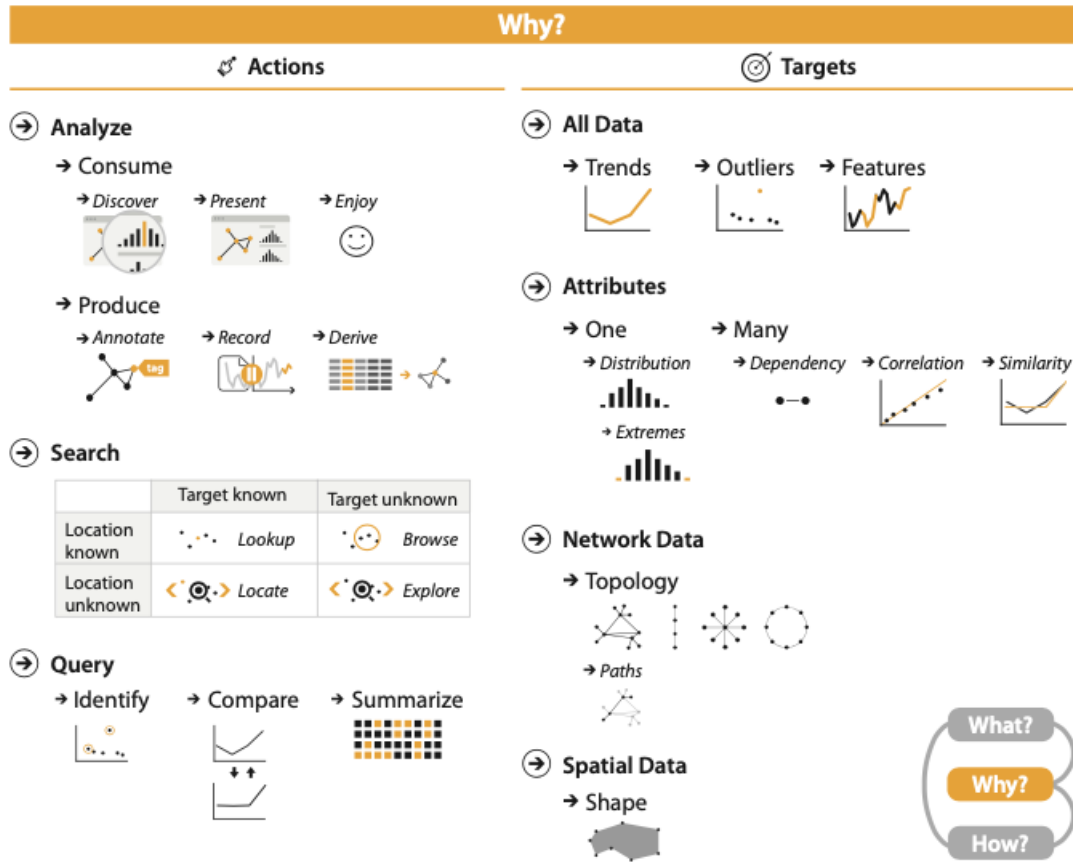 Why?
Actions
Analyze
Consume
Discover
Present
Enjoy
Produce
Annotate
Record
Derive
tag
Search
Target known
Target unknown
Location known
Lookup
Browse
Location unknown
Locate
Explore
Query
Identify
Compare
Summarize
Targets
All Data
Trends
Outliers
Features
Attributes
One
Many
Distribution
Dependency
Correlation
Similarity
Extremes
Network Data
Topology
Paths
Spatial Data
Shape
What?
Why?
How?